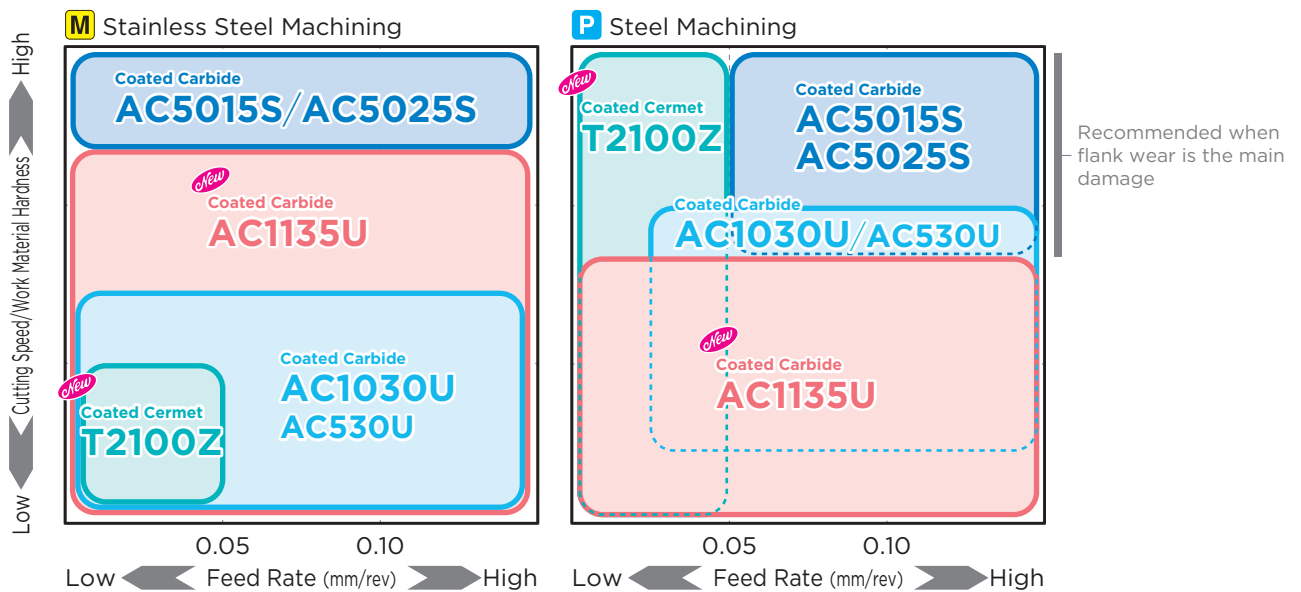 M Stainless Steel Machining
High
Cutting Speed/Work Material Hardness
Low
Coated Carbide
AC5015S/AC5025S
New
Coated Carbide
AC1135U
Coated Carbide
AC1030U
AC530U
New
Coated Cermet
T2100Z
0.05
0.10
Low
Feed Rate (mm/rev)
High
P Steel Machining
New
Coated Cermet
T2100Z
Coated Carbide
AC5015S
AC5025S
Coated Carbide
AC1030U/AC530U
New
Coated Carbide
AC1135U
0.05
0.10
Low
Feed Rate (mm/rev)
High
Recommended when
flank wear is the main
damage